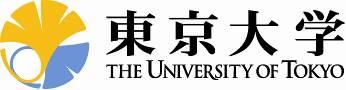 東京大学
THE UNIVERSITY OF TOKYO